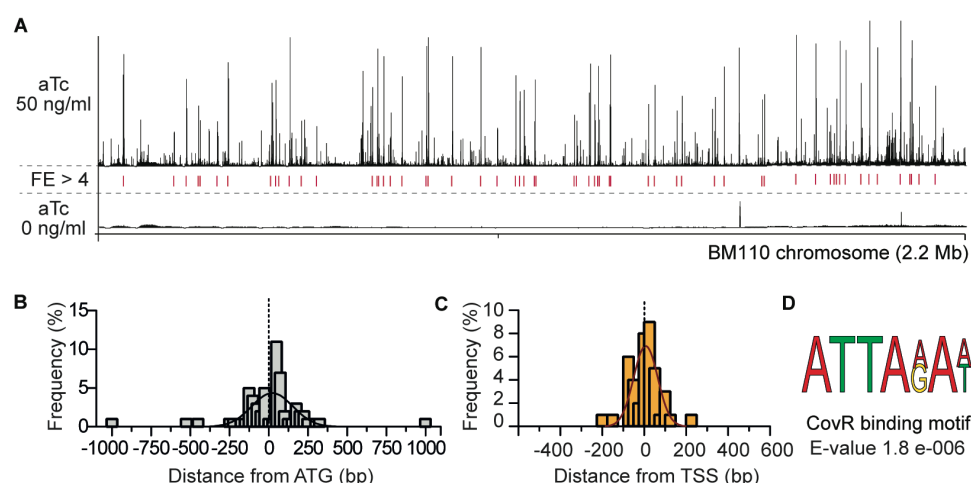 A
aTc
50 ng/ml
FE > 4
aTc
0 ng/ml
BM110 chromosome (2.2 Mb)
B
Frequency (%)
15
10
5
0
-1000 -750 -500 -250 0 250 500 750 1000
Distance from ATG (bp)
C
Frequency (%)
10
8
6
4
2
0
-400 -200 0 200 400 600
Distance from TSS (bp)
D
ATTAAAA
GT
CovR binding motif
E-value 1.8 e-006